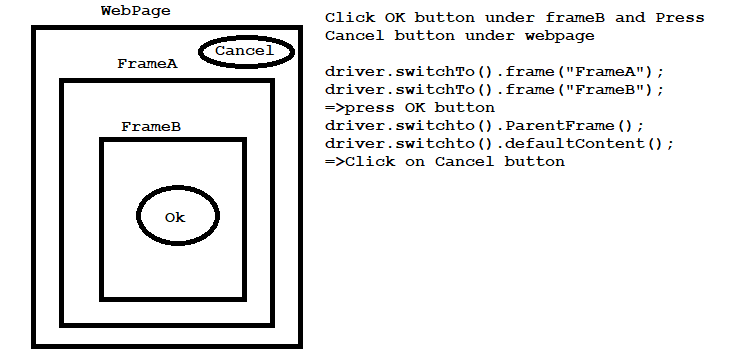 WebPage
Cancel
FrameA
FrameB
Ok
Click OK button under frameB and Press
Cancel button under webpage
driver.switchTo().frame("FrameA");
driver.switchTo().frame("FrameB");
=>press OK button
driver.switchto().ParentFrame();
driver.switchto().defaultContent();
=>Click on Cancel button